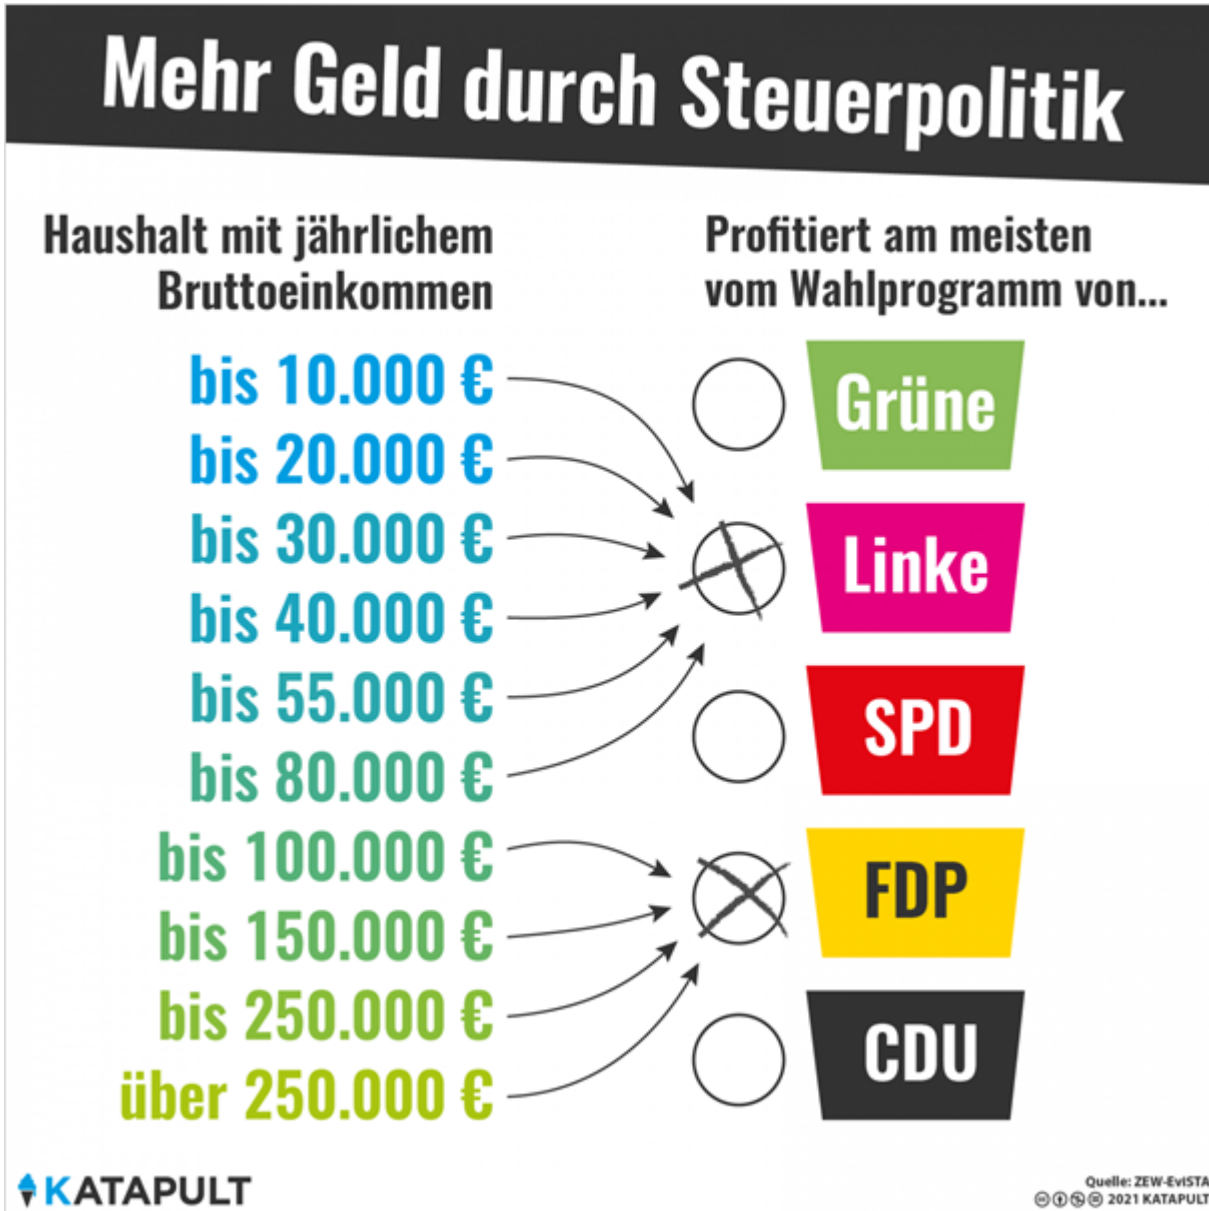 Mehr Geld durch Steuerpolitik
Haushalt mit jährlichem
Bruttoeinkommen
bis 10.000 €
bis 20.000 €
bis 30.000 €
bis 40.000 €
bis 55.000 €
bis 80.000 €
bis 100.000 €
bis 150.000 €
bis 250.000 €
über 250.000 €
Profitiert am meisten
vom Wahlprogramm von...
Grüne
Linke
SPD
FDP
CDU
KATAPULT
Quelle: ZEW-EviSTA
2021 KATAPULT